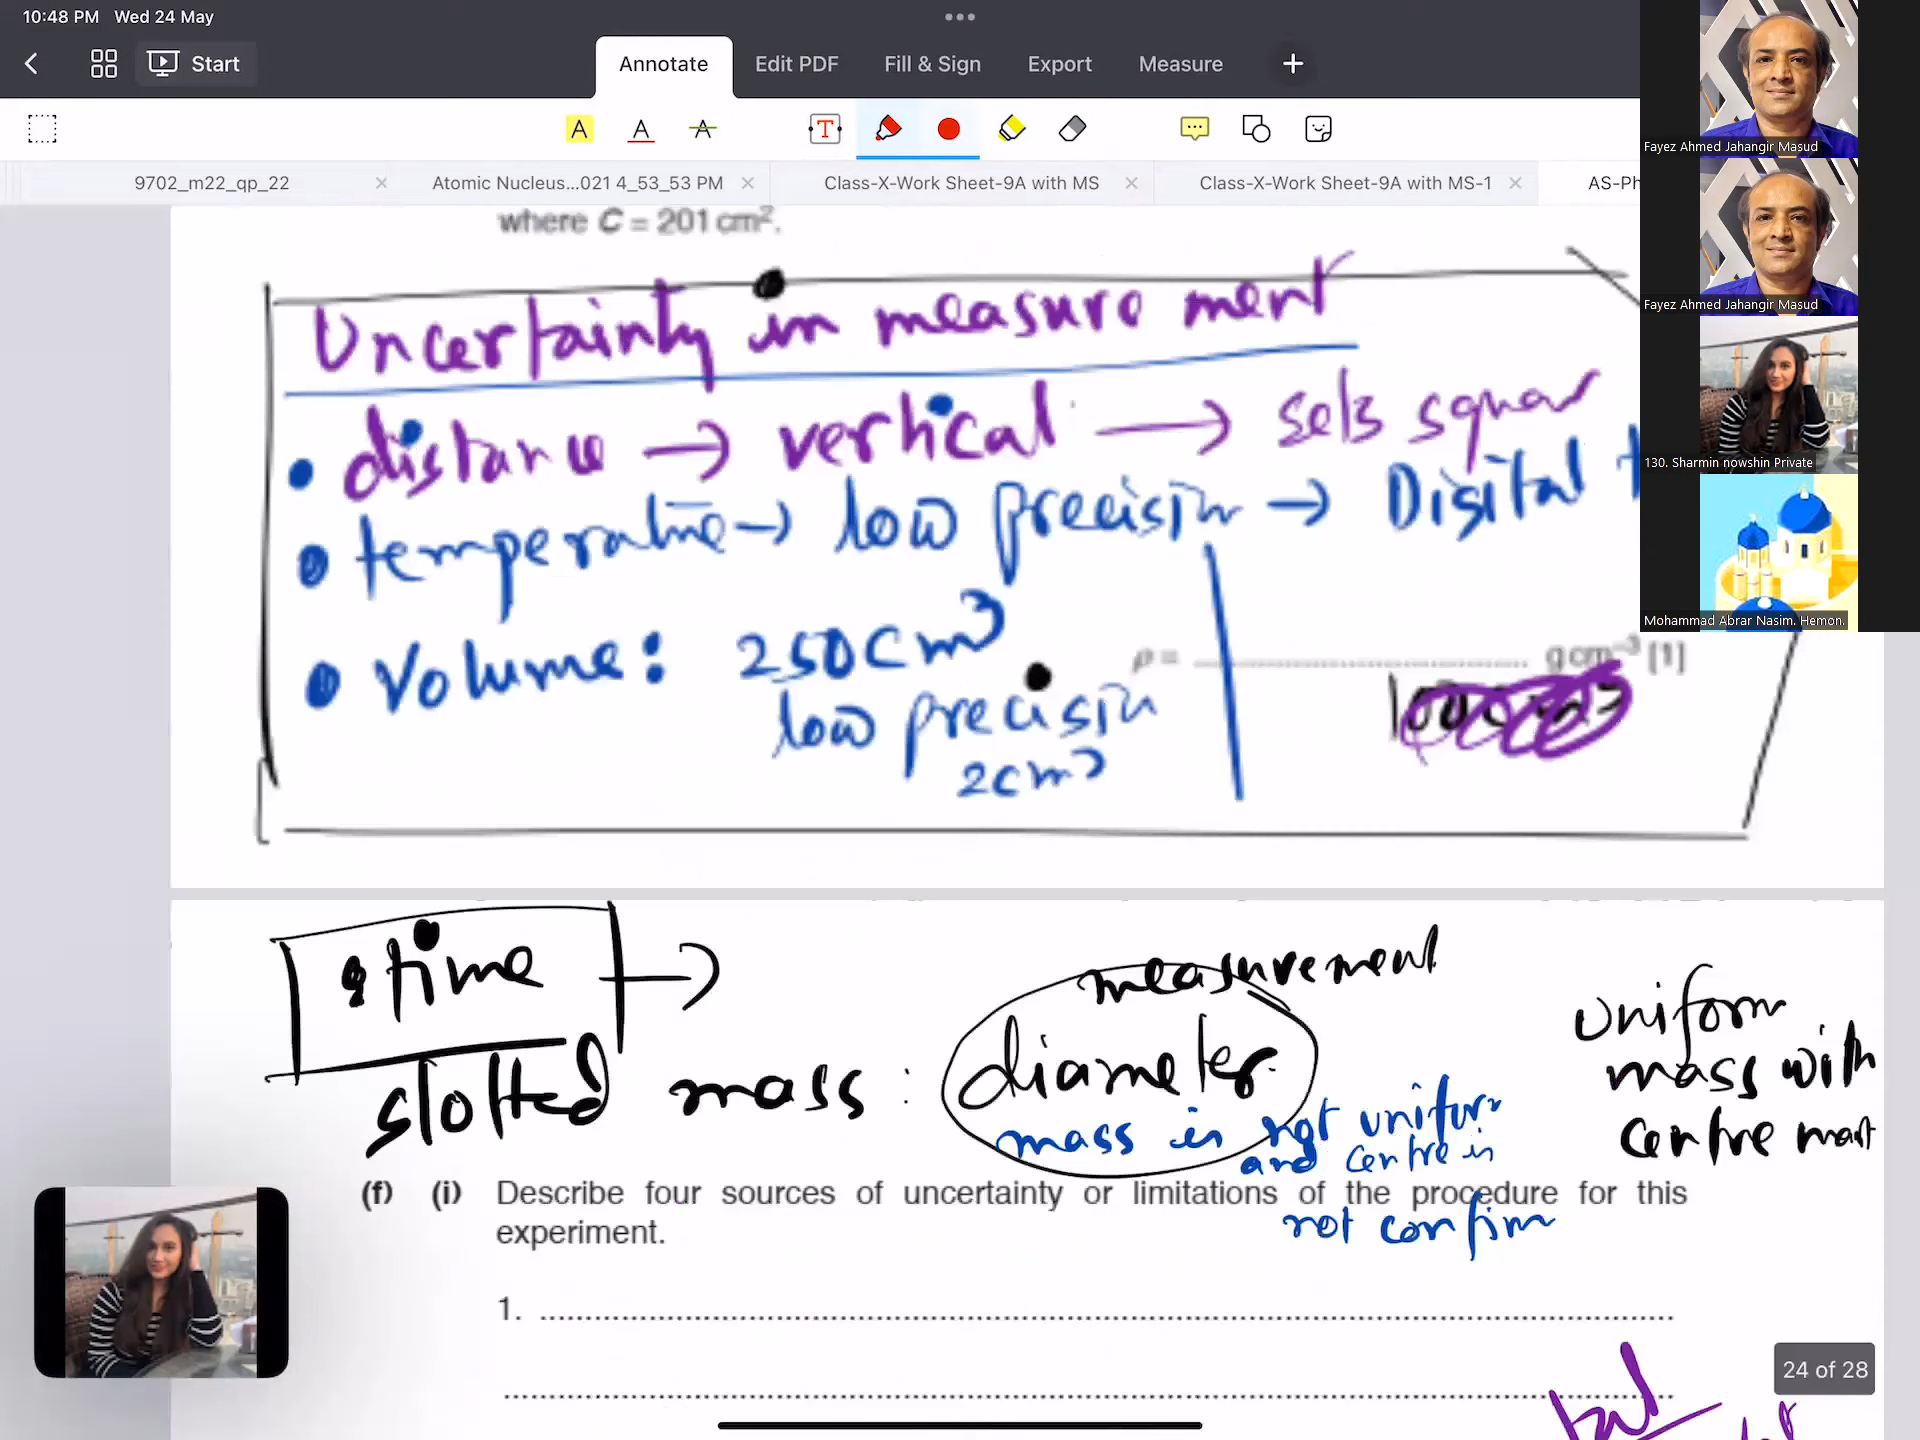 10:48 PM Wed 24 May
Start
Annotate Edit PDF Fill & Sign Export Measure
9702_m22_qp_22
Atomic Nucleus...021 4_53_53 PM
Class-X-Work Sheet-9A with MS
Class-X-Work Sheet-9A with MS-1
AS-Ph
where C = 201 cm².
Uncertainty in measurement
• distance → vertical → sets squar
• temperature → low precision → Digital t
• Volume: 250cm³
low precision
2cm³
ρ = ........ g cm⁻³ [1]
time →
measurement
slotted mass : diameter
mass is not uniform
and centre is
not confirm
uniform
mass with
centre mark
(f) (i) Describe four sources of uncertainty or limitations of the procedure for this
experiment.
1. ........
24 of 28
Fayez Ahmed Jahangir Masud
Fayez Ahmed Jahangir Masud
130. Sharmin nowshin Private
Mohammad Abrar Nasim. Hemon.